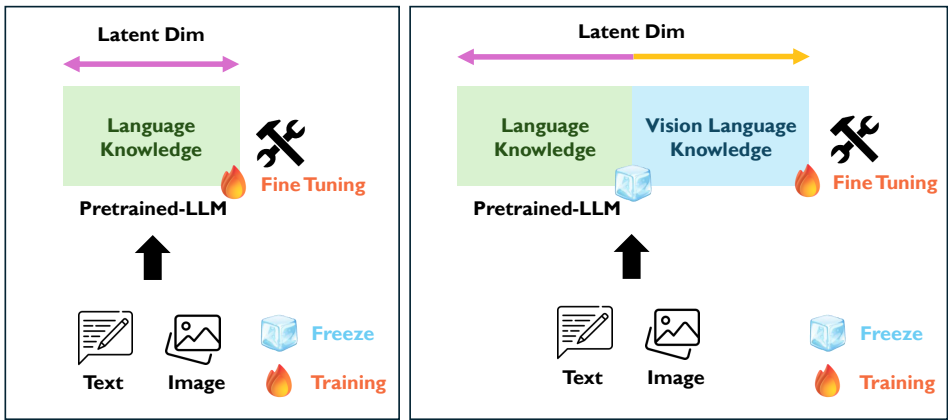 Latent Dim
Language
Knowledge
Fine Tuning
Pretrained-LLM
Text
Image
Freeze
Training
Latent Dim
Language
Knowledge
Vision Language
Knowledge
Fine Tuning
Pretrained-LLM
Text
Image
Freeze
Training